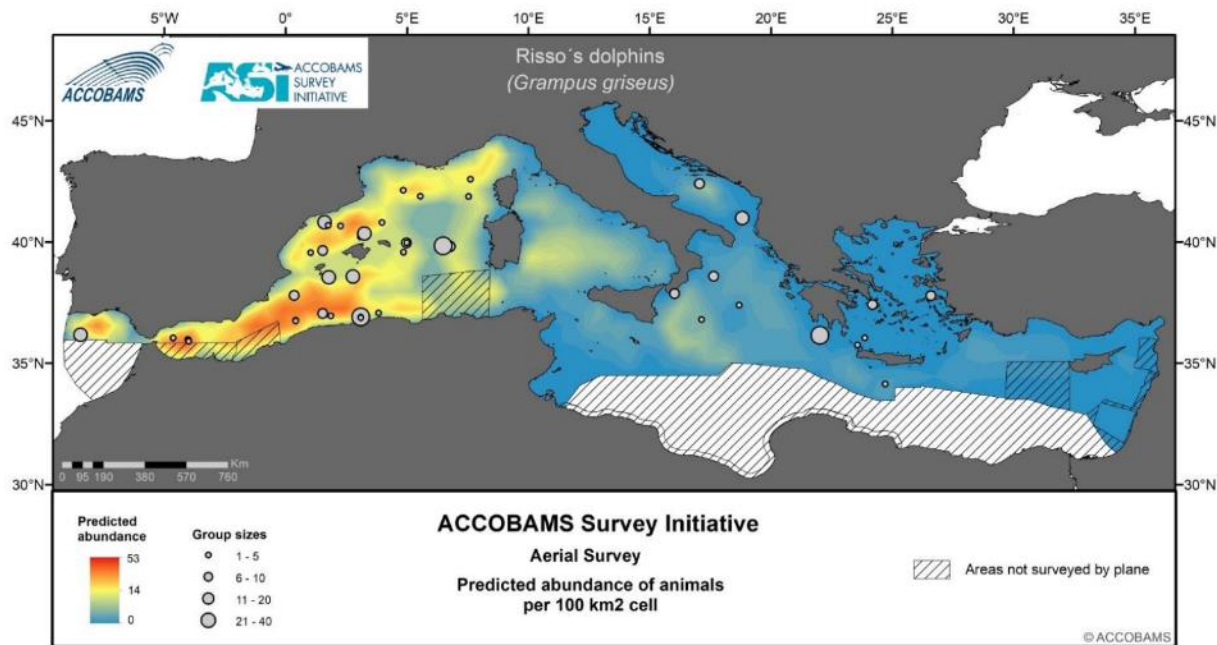 5°W 0° 5°E 10°E 15°E 20°E 25°E 30°E 35°E
ACCOBAMS
ASI ACCOBAMS
SURVEY
INITIATIVE
Risso´s dolphins
(Grampus griseus)
45°N 45°N
40°N 40°N
35°N 35°N
Km
0 95 190 380 570 760
30°N 30°N
Predicted
abundance
53
14
0
Group sizes
1 - 5
6 - 10
11 - 20
21 - 40
ACCOBAMS Survey Initiative
Aerial Survey
Predicted abundance of animals
per 100 km2 cell
Areas not surveyed by plane
© ACCOBAMS